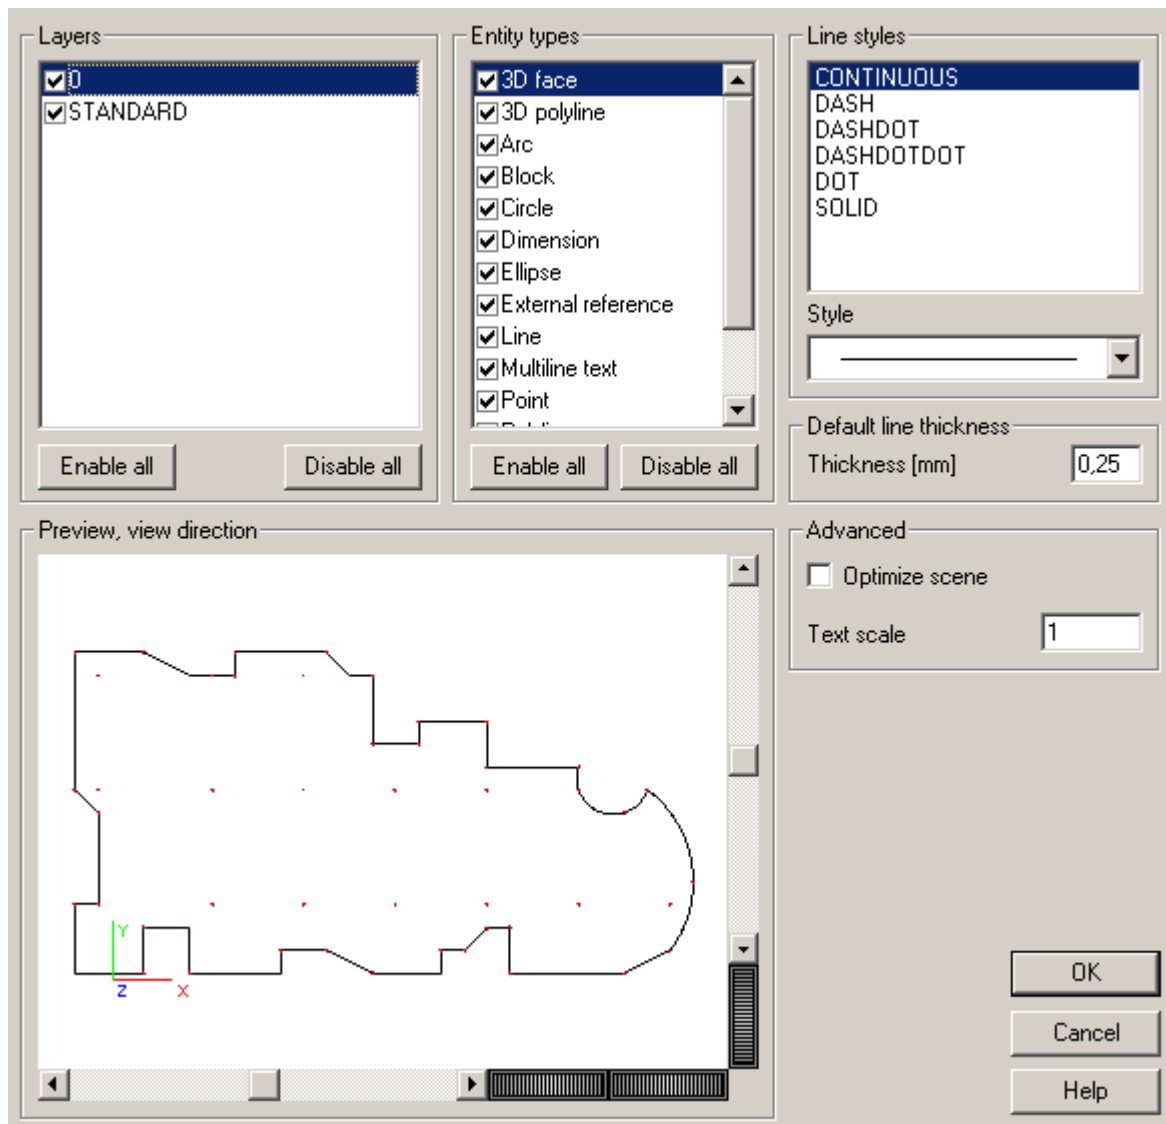 Layers
0
STANDARD
Enable all
Disable all
Entity types
3D face
3D polyline
Arc
Block
Circle
Dimension
Ellipse
External reference
Line
Multiline text
Point
Enable all
Disable all
Line styles
CONTINUOUS
DASH
DASHDOT
DASHDOTDOT
DOT
SOLID
Style
Default line thickness
Thickness [mm]
0,25
Preview, view direction
Y
Z
X
Advanced
Optimize scene
Text scale
1
OK
Cancel
Help